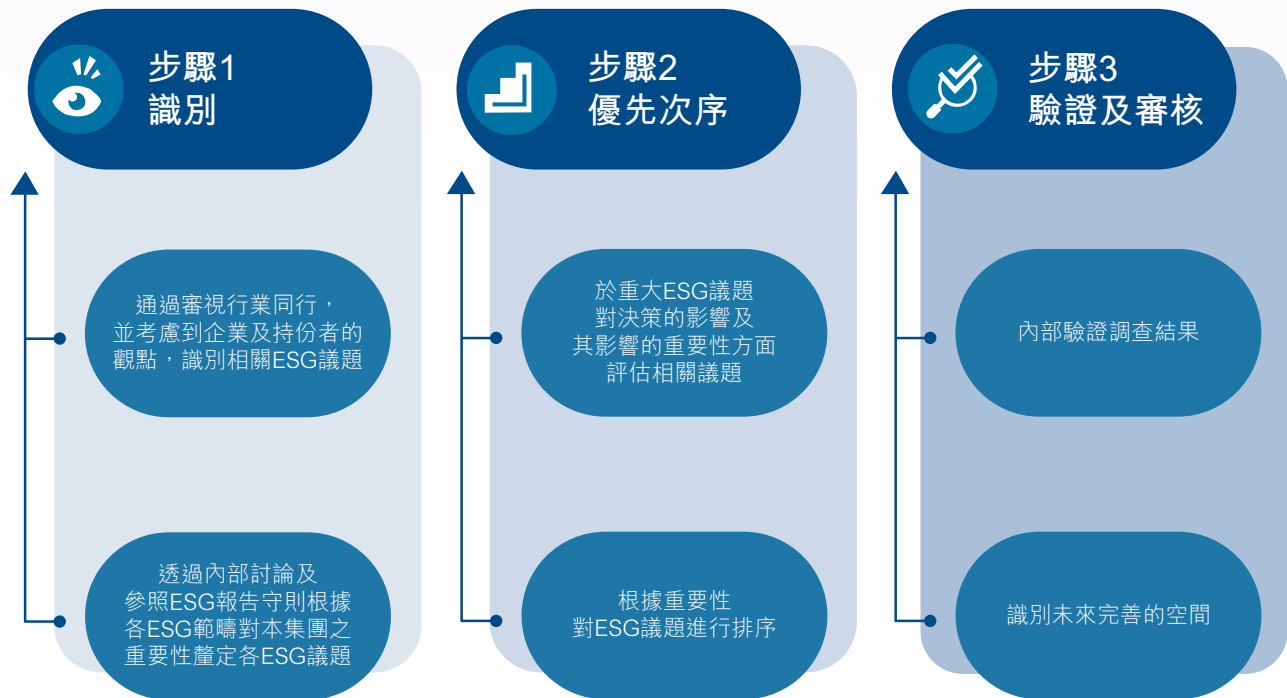 步驟1
識別
通過審視行業同行，
並考慮到企業及持份者的
觀點，識別相關ESG議題
透過內部討論及
參照ESG報告守則根據
各ESG範疇對本集團之
重要性釐定各ESG議題
步驟2
優先次序
於重大ESG議題
對決策的影響及
其影響的重要性方面
評估相關議題
根據重要性
對ESG議題進行排序
步驟3
驗證及審核
內部驗證調查結果
識別未來完善的空間